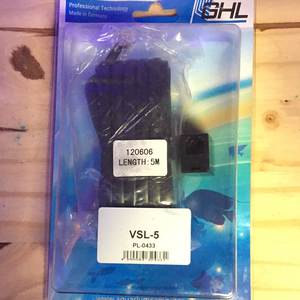 Professional Technology
Made in Germany
GHL
120606
LENGTH:5M
VSL-5
PL-0433